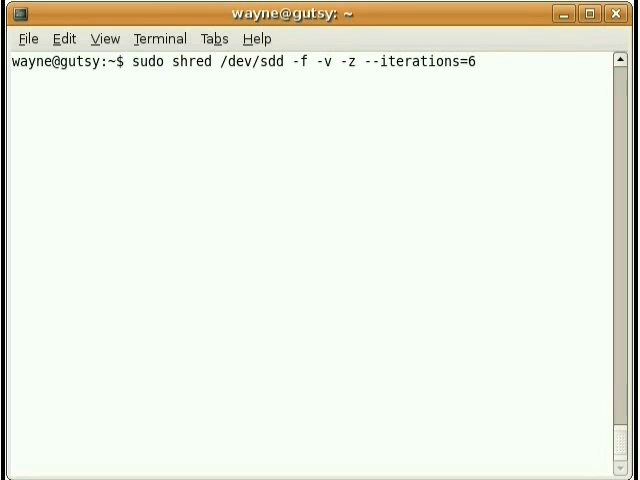 wayne@gutsy: ~
File Edit View Terminal Tabs Help
wayne@gutsy:~$ sudo shred /dev/sdd -f -v -z --iterations=6